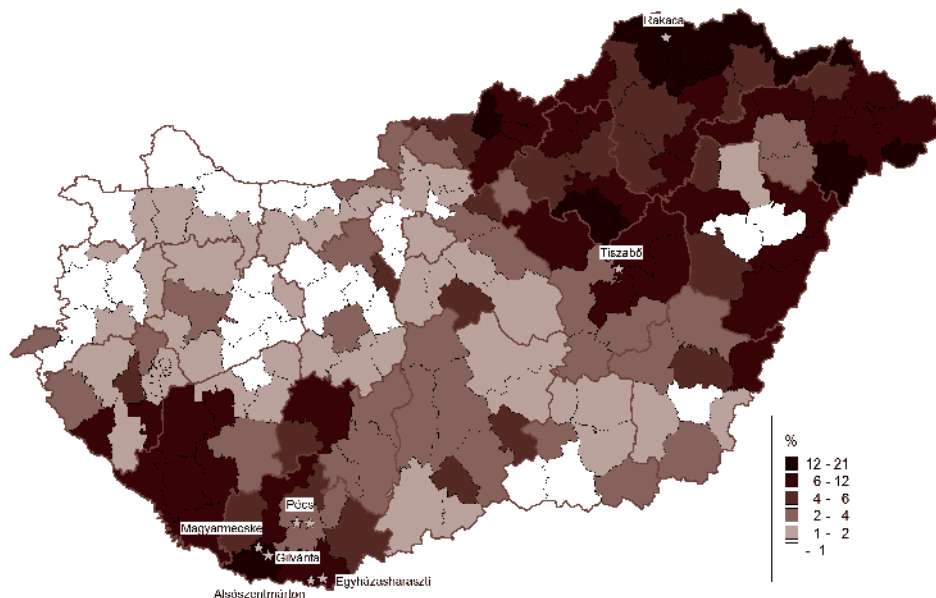 Rakaca
Tiszabő
Pécs
Magyarmecske
Gilvánfa
Egyházasharaszti
Alsószentmárton
%
12 - 21
6 - 12
4 - 6
2 - 4
1 - 2
- 1